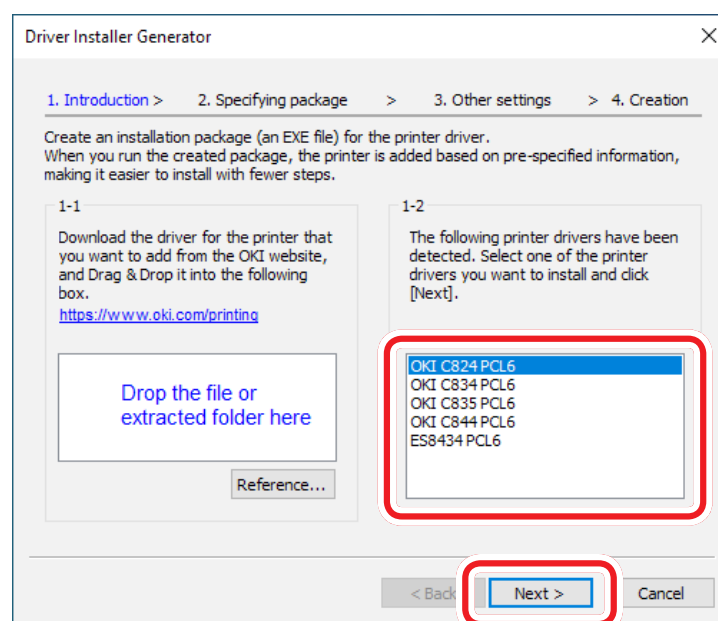 Driver Installer Generator
1. Introduction > 2. Specifying package > 3. Other settings > 4. Creation
Create an installation package (an EXE file) for the printer driver.
When you run the created package, the printer is added based on pre-specified information,
making it easier to install with fewer steps.
1-1
Download the driver for the printer that
you want to add from the OKI website,
and Drag & Drop it into the following
box.
https://www.oki.com/printing
Drop the file or
extracted folder here
Reference...
1-2
The following printer drivers have been
detected. Select one of the printer
drivers you want to install and click
[Next].
OKI C824 PCL6
OKI C834 PCL6
OKI C835 PCL6
OKI C844 PCL6
ES8434 PCL6
< Back Next > Cancel